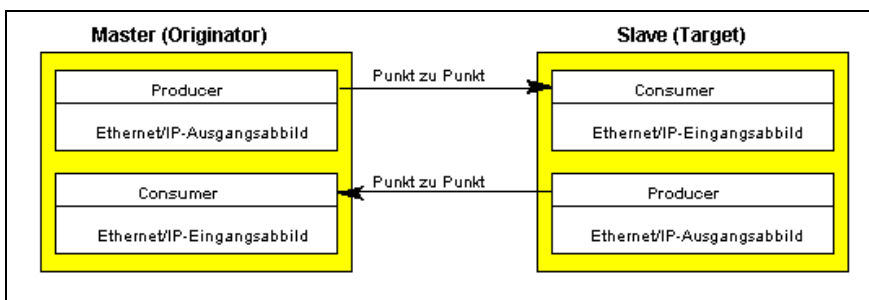 Master (Originator)
Slave (Target)
Producer
Punkt zu Punkt
Consumer
Ethernet/IP-Ausgangsabbild
Ethernet/IP-Eingangsabbild
Consumer
Punkt zu Punkt
Producer
Ethernet/IP-Eingangsabbild
Ethernet/IP-Ausgangsabbild